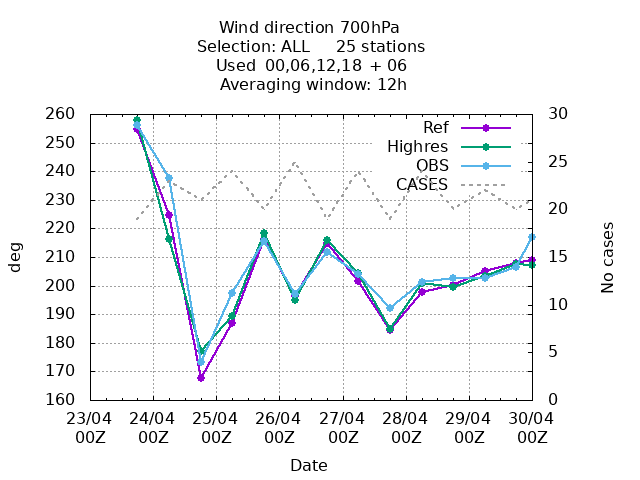 Wind direction 700hPa
Selection: ALL     25 stations
Used  00,06,12,18 + 06
Averaging window: 12h
260
250
240
230
220
210
200
190
180
170
160
deg
30
25
20
15
10
5
0
No cases
Ref
Highres
OBS
CASES
23/04 24/04 25/04 26/04 27/04 28/04 29/04 30/04
00Z 00Z 00Z 00Z 00Z 00Z 00Z 00Z
Date